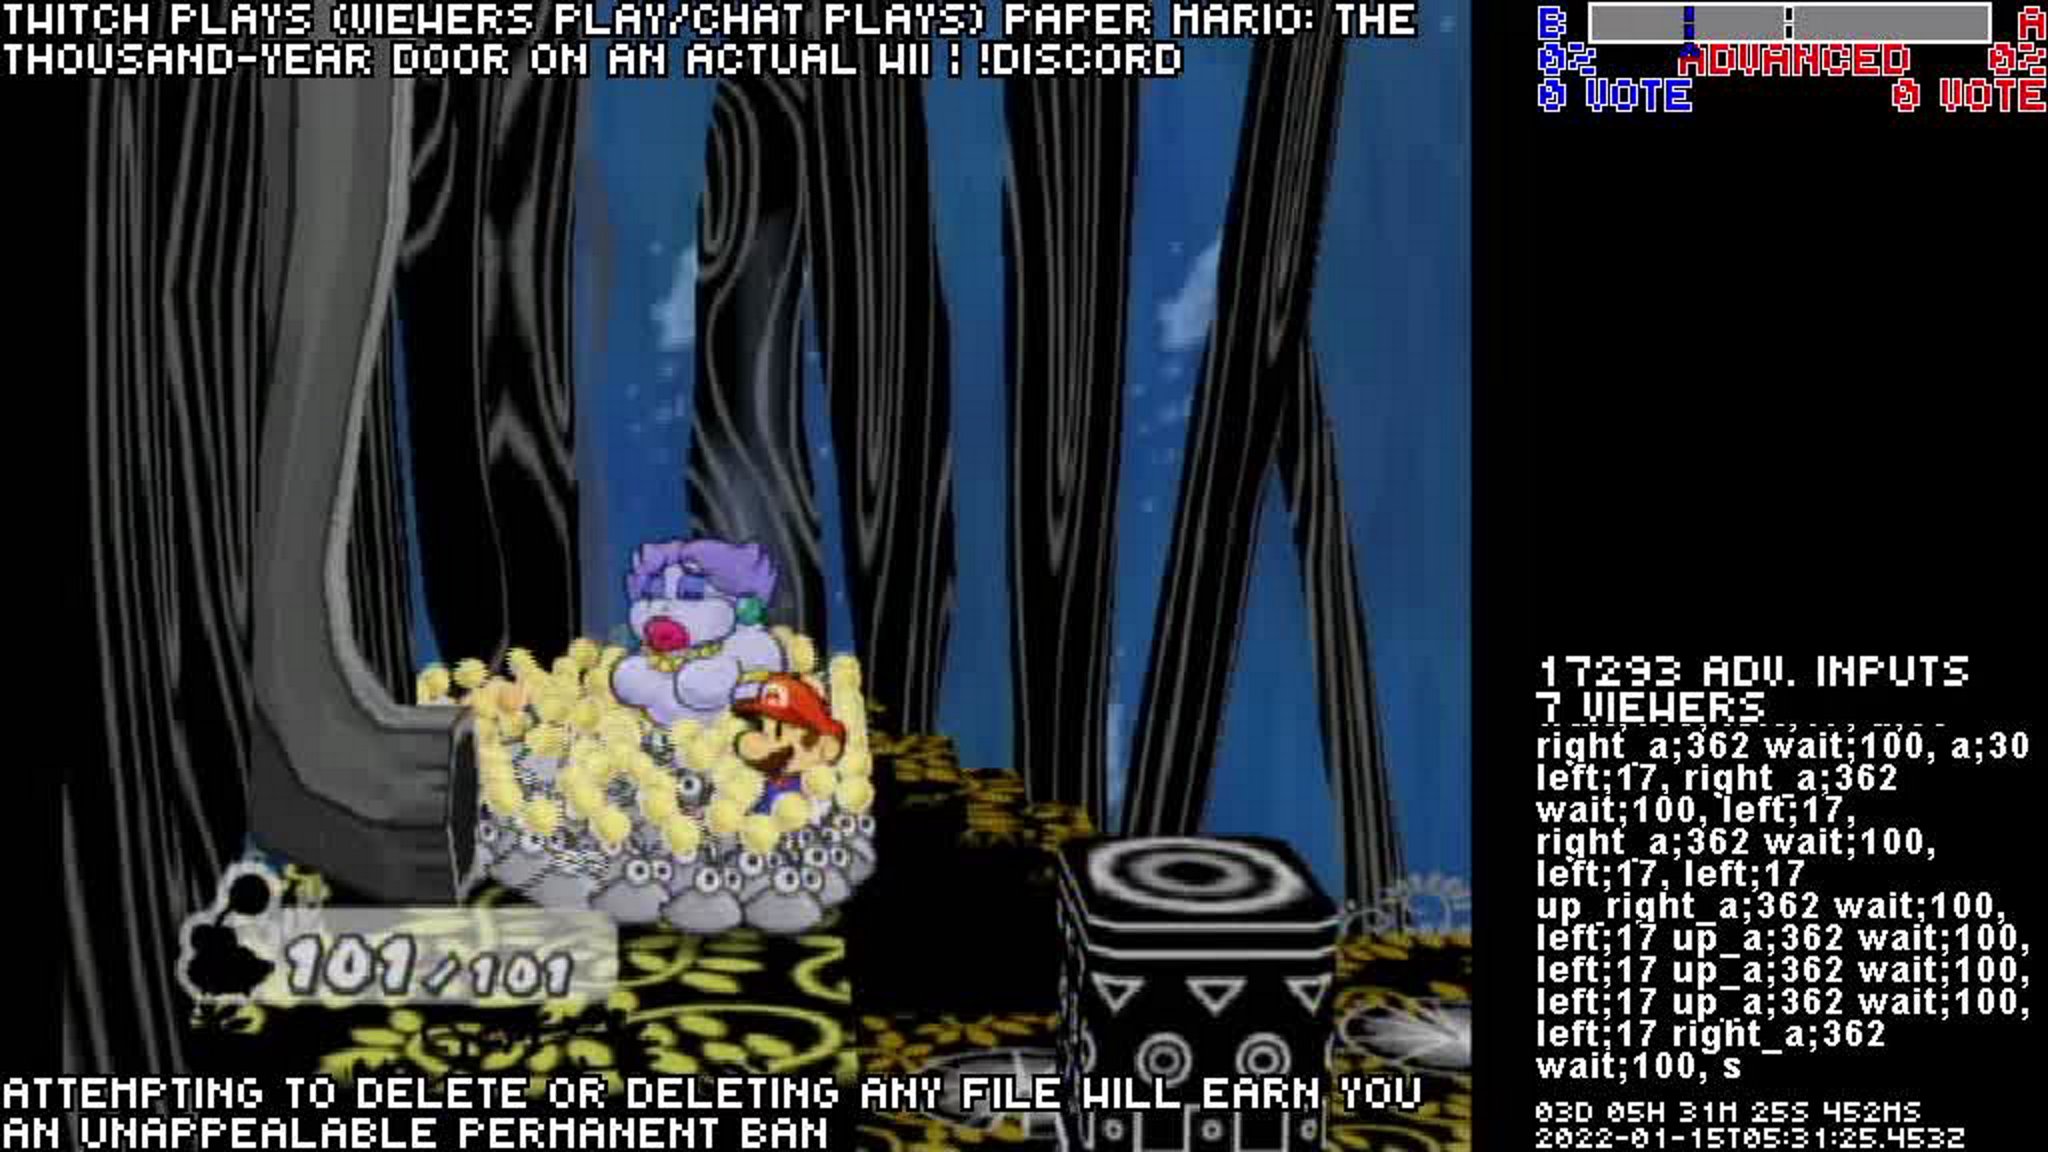 TWITCH PLAYS (VIEWERS PLAY/CHAT PLAYS) PAPER MARIO: THE
THOUSAND-YEAR DOOR ON AN ACTUAL WII | !DISCORD
B A
0% ADVANCED 0%
0 VOTE 0 VOTE
M
101/101
17293 ADV. INPUTS
7 VIEWERS
right_a;362 wait;100, a;30
left;17, right_a;362
wait;100, left;17,
right_a;362 wait;100,
left;17, left;17
up_right_a;362 wait;100,
left;17 up_a;362 wait;100,
left;17 up_a;362 wait;100,
left;17 up_a;362 wait;100,
left;17 right_a;362
wait;100, s
03D 05H 31M 25S 452MS
2022-01-15T05:31:25.453Z
ATTEMPTING TO DELETE OR DELETING ANY FILE WILL EARN YOU
AN UNAPPEALABLE PERMANENT BAN